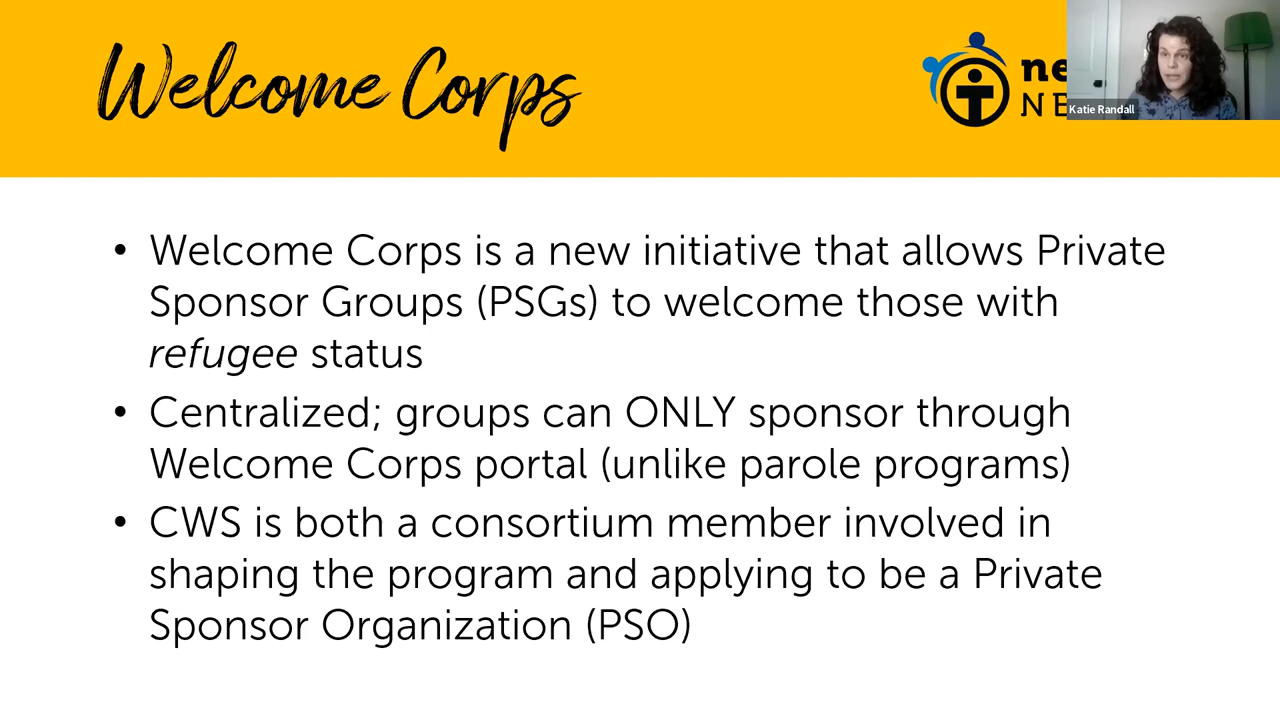 Welcome Corps
ne
NE
Katie Randall
• Welcome Corps is a new initiative that allows Private
Sponsor Groups (PSGs) to welcome those with
refugee status
• Centralized; groups can ONLY sponsor through
Welcome Corps portal (unlike parole programs)
• CWS is both a consortium member involved in
shaping the program and applying to be a Private
Sponsor Organization (PSO)